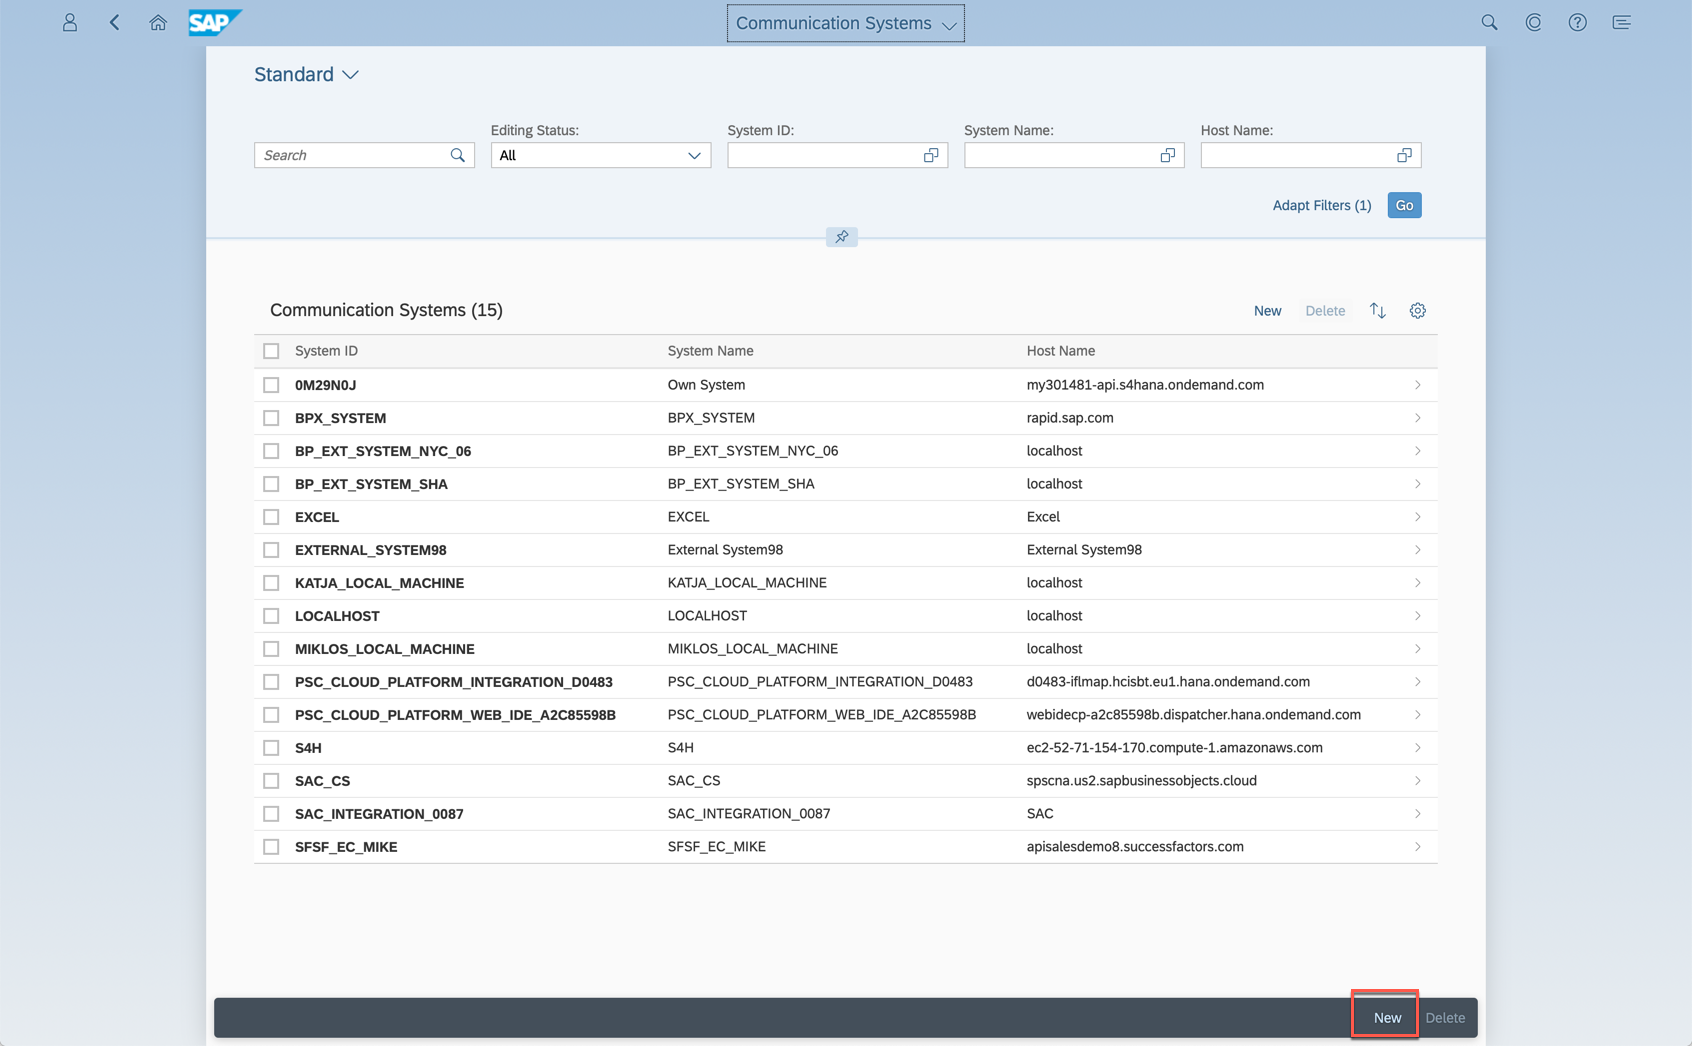 SAP
Communication Systems
Standard
Editing Status:
System ID:
System Name:
Host Name:
Search
All
Adapt Filters (1)
Go
Communication Systems (15)
New
Delete
System ID System Name Host Name
0M29N0J Own System my301481-api.s4hana.ondemand.com
BPX_SYSTEM BPX_SYSTEM rapid.sap.com
BP_EXT_SYSTEM_NYC_06 BP_EXT_SYSTEM_NYC_06 localhost
BP_EXT_SYSTEM_SHA BP_EXT_SYSTEM_SHA localhost
EXCEL EXCEL Excel
EXTERNAL_SYSTEM98 External System98 External System98
KATJA_LOCAL_MACHINE KATJA_LOCAL_MACHINE localhost
LOCALHOST LOCALHOST localhost
MIKLOS_LOCAL_MACHINE MIKLOS_LOCAL_MACHINE localhost
PSC_CLOUD_PLATFORM_INTEGRATION_D0483 PSC_CLOUD_PLATFORM_INTEGRATION_D0483 d0483-iflmap.hcisbt.eu1.hana.ondemand.com
PSC_CLOUD_PLATFORM_WEB_IDE_A2C85598B PSC_CLOUD_PLATFORM_WEB_IDE_A2C85598B webidecp-a2c85598b.dispatcher.hana.ondemand.com
S4H S4H ec2-52-71-154-170.compute-1.amazonaws.com
SAC_CS SAC_CS spscna.us2.sapbusinessobjects.cloud
SAC_INTEGRATION_0087 SAC_INTEGRATION_0087 SAC
SFSF_EC_MIKE SFSF_EC_MIKE apisalesdemo8.successfactors.com
New
Delete